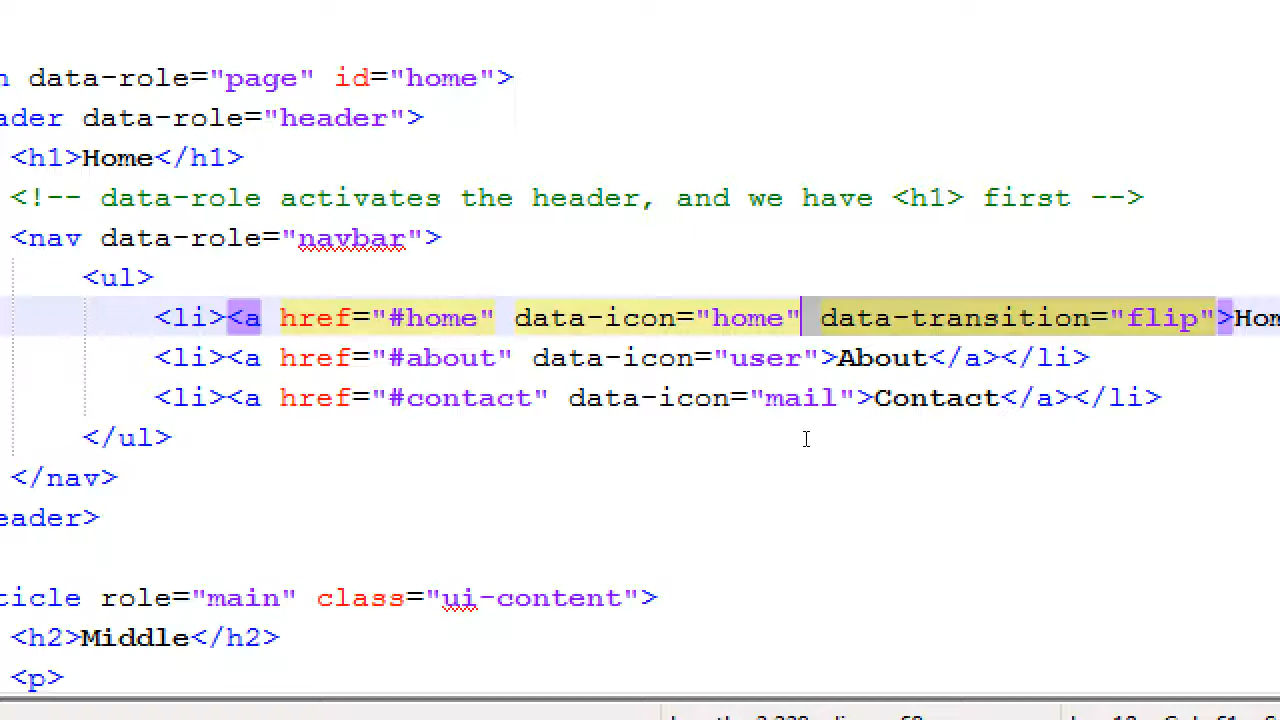 data-role="page" id="home">
data-role="header">
<h1>Home</h1>
<!-- data-role activates the header, and we have <h1> first -->
<nav data-role="navbar">
<ul>
<li><a href="#home" data-icon="home" data-transition="flip">Hom
<li><a href="#about" data-icon="user">About</a></li>
<li><a href="#contact" data-icon="mail">Contact</a></li>
</ul>
</nav>
eader>
ticle role="main" class="ui-content">
<h2>Middle</h2>
<p>